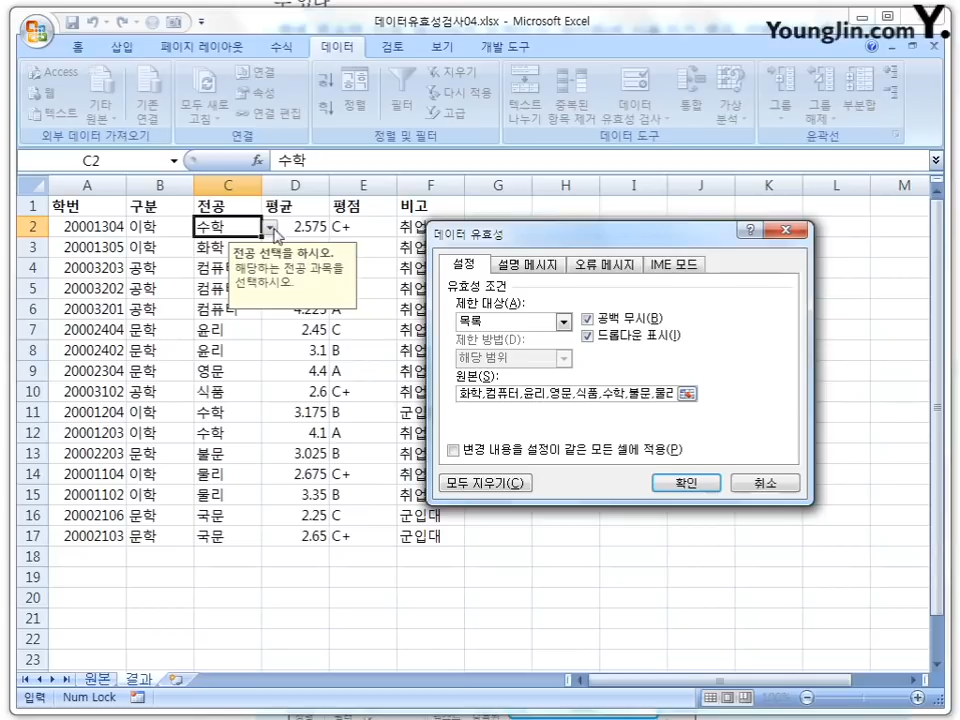 데이터유효성검사04.xlsx - Microsoft Excel
YoungJin.com Y.
홈 삽입 페이지 레이아웃 수식 데이터 검토 보기 개발 도구
Access
웹
텍스트
기타 원본
기존 연결
외부 데이터 가져오기
모두 새로 고침
연결
속성
연결 편집
연결
정렬
필터
지우기
다시 적용
고급
정렬 및 필터
텍스트 나누기
중복된 항목 제거
데이터 유효성 검사
통합
가상 분석
데이터 도구
그룹
그룹 해제
부분합
윤곽선
C2 fx 수학
A B C D E F G H I J K L M
1 학번 구분 전공 평균 평점 비고
2 20001304 이학 수학 2.575 C+ 취업
3 20001305 이학 화학 취업
4 20003203 공학 컴퓨터 취업
5 20003202 공학 컴퓨 취업
6 20003201 공학 컴퓨터 4.225 취업
7 20002404 문학 윤리 2.45 C 취업
8 20002402 문학 윤리 3.1 B 취업
9 20002304 문학 영문 4.4 A 취업
10 20003102 공학 식품 2.6 C+ 취업
11 20001204 이학 수학 3.175 B 군입
12 20001203 이학 수학 4.1 A 취업
13 20002203 문학 불문 3.025 B 취업
14 20001104 이학 물리 2.675 C+ 취업
15 20001102 이학 물리 3.35 B 취업
16 20002106 문학 국문 2.25 C 군입대
17 20002103 문학 국문 2.65 C+ 군입대
18
19
20
21
22
23
전공 선택을 하시오.
해당하는 전공 과목을
선택하시오.
데이터 유효성
설정 설명 메시지 오류 메시지 IME 모드
유효성 조건
제한 대상(A):
목록
공백 무시(B)
드롭다운 표시(I)
제한 방법(D):
해당 범위
원본(S):
화학,컴퓨터,윤리,영문,식품,수학,불문,물리
변경 내용을 설정이 같은 모든 셀에 적용(P)
모두 지우기(C) 확인 취소
원본 결과
입력 Num Lock 100%